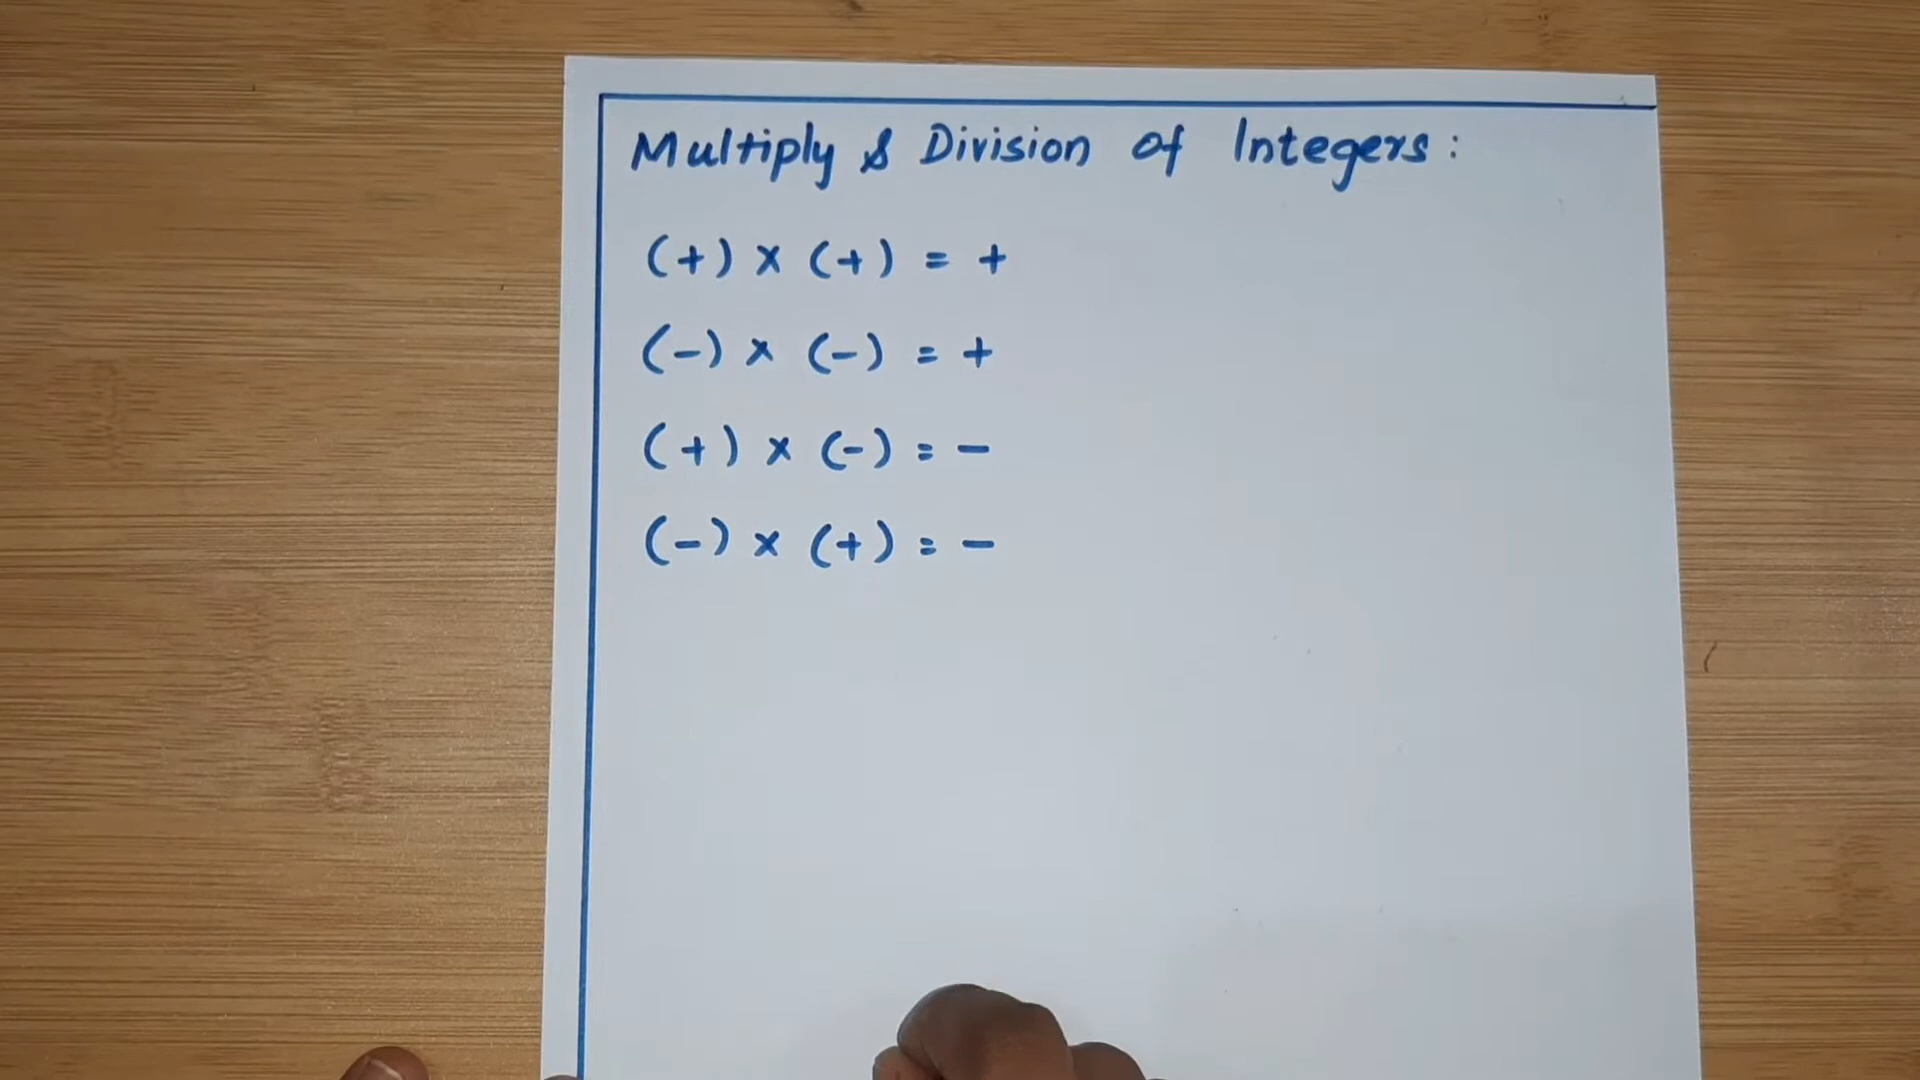 Multiply & Division of Integers:
(+) × (+) = +
(-) × (-) = +
(+) × (-) = -
(-) × (+) = -